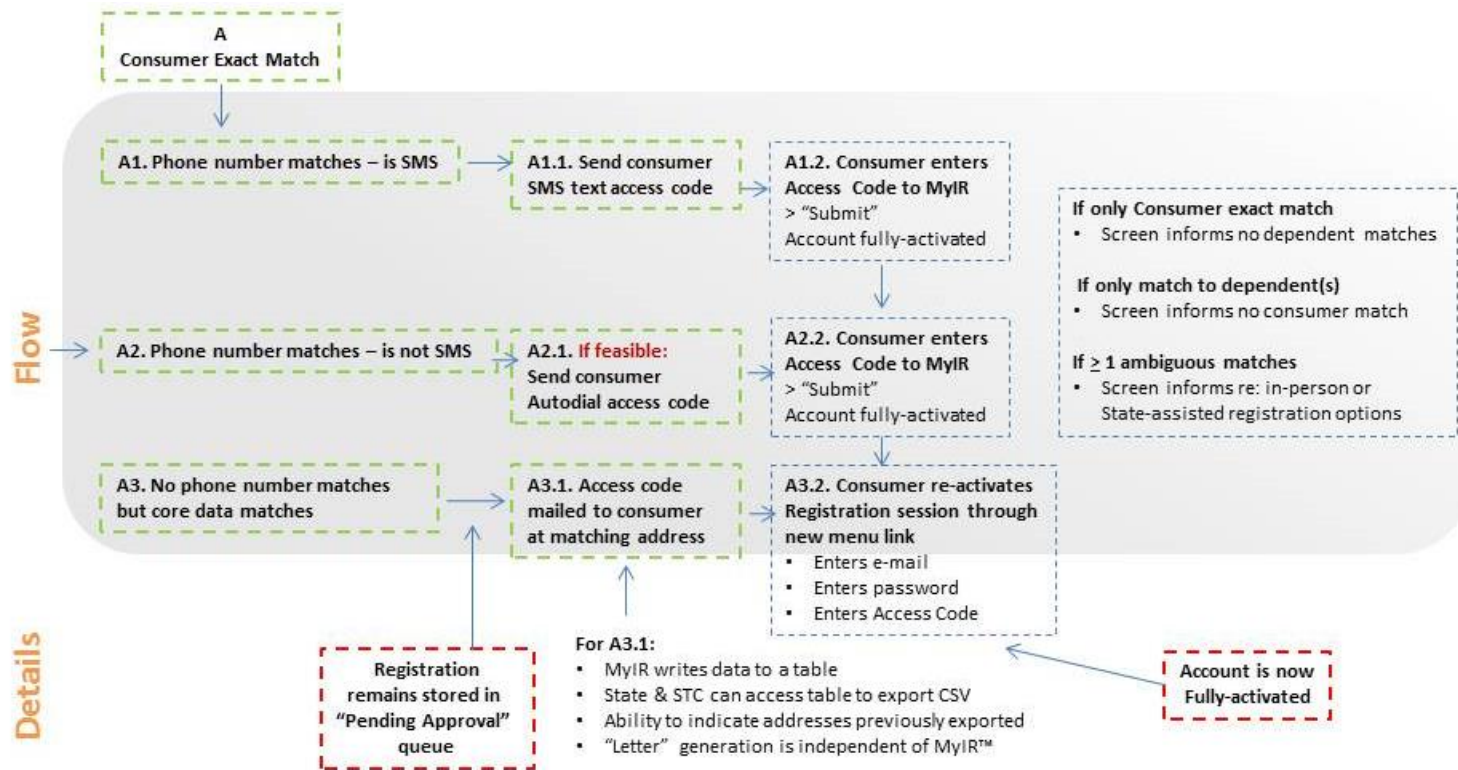 A
Consumer Exact Match
A1. Phone number matches – is SMS
A1.1. Send consumer
SMS text access code
A1.2. Consumer enters
Access Code to MyIR
> “Submit”
Account fully-activated
If only Consumer exact match
• Screen informs no dependent matches
If only match to dependent(s)
• Screen informs no consumer match
If ≥ 1 ambiguous matches
• Screen informs re: in-person or
State-assisted registration options
Flow
A2. Phone number matches – is not SMS
A2.1. If feasible:
Send consumer
Autodial access code
A2.2. Consumer enters
Access Code to MyIR
> “Submit”
Account fully-activated
A3. No phone number matches
but core data matches
A3.1. Access code
mailed to consumer
at matching address
A3.2. Consumer re-activates
Registration session through
new menu link
▪ Enters e-mail
▪ Enters password
▪ Enters Access Code
Details
Registration
remains stored in
“Pending Approval”
queue
For A3.1:
▪ MyIR writes data to a table
▪ State & STC can access table to export CSV
▪ Ability to indicate addresses previously exported
▪ “Letter” generation is independent of MyIR™
Account is now
Fully-activated